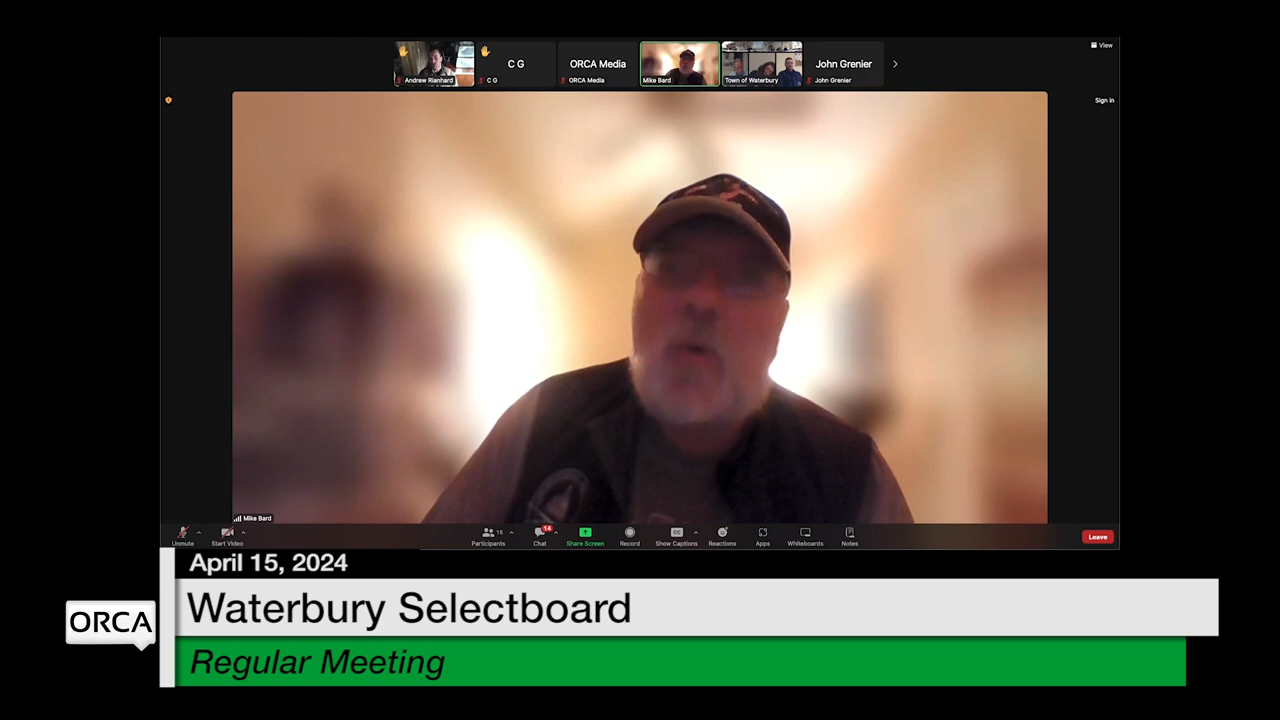 View
C G
ORCA Media
John Grenier
Andrew Rianhard
C G
ORCA Media
Mike Bard
Town of Waterbury
John Grenier
Sign in
Mike Bard
Unmute
Start Video
Participants
15
Chat
14
Share Screen
Record
Show Captions
Reactions
Apps
Whiteboards
Notes
Leave
April 15, 2024
Waterbury Selectboard
ORCA
Regular Meeting